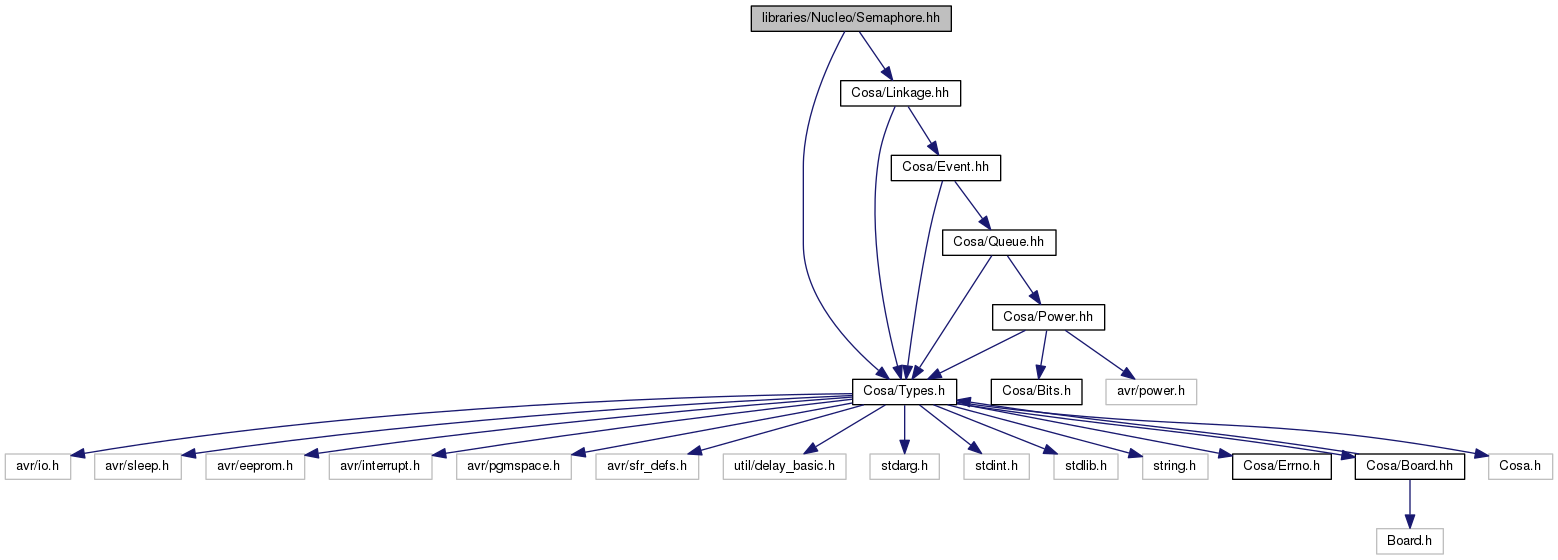 libraries/Nucleo/Semaphore.hh
Cosa/Linkage.hh
Cosa/Event.hh
Cosa/Queue.hh
Cosa/Power.hh
Cosa/Types.h
Cosa/Bits.h
avr/power.h
avr/io.h
avr/sleep.h
avr/eeprom.h
avr/interrupt.h
avr/pgmspace.h
avr/sfr_defs.h
util/delay_basic.h
stdarg.h
stdint.h
stdlib.h
string.h
Cosa/Errno.h
Cosa/Board.hh
Cosa.h
Board.h